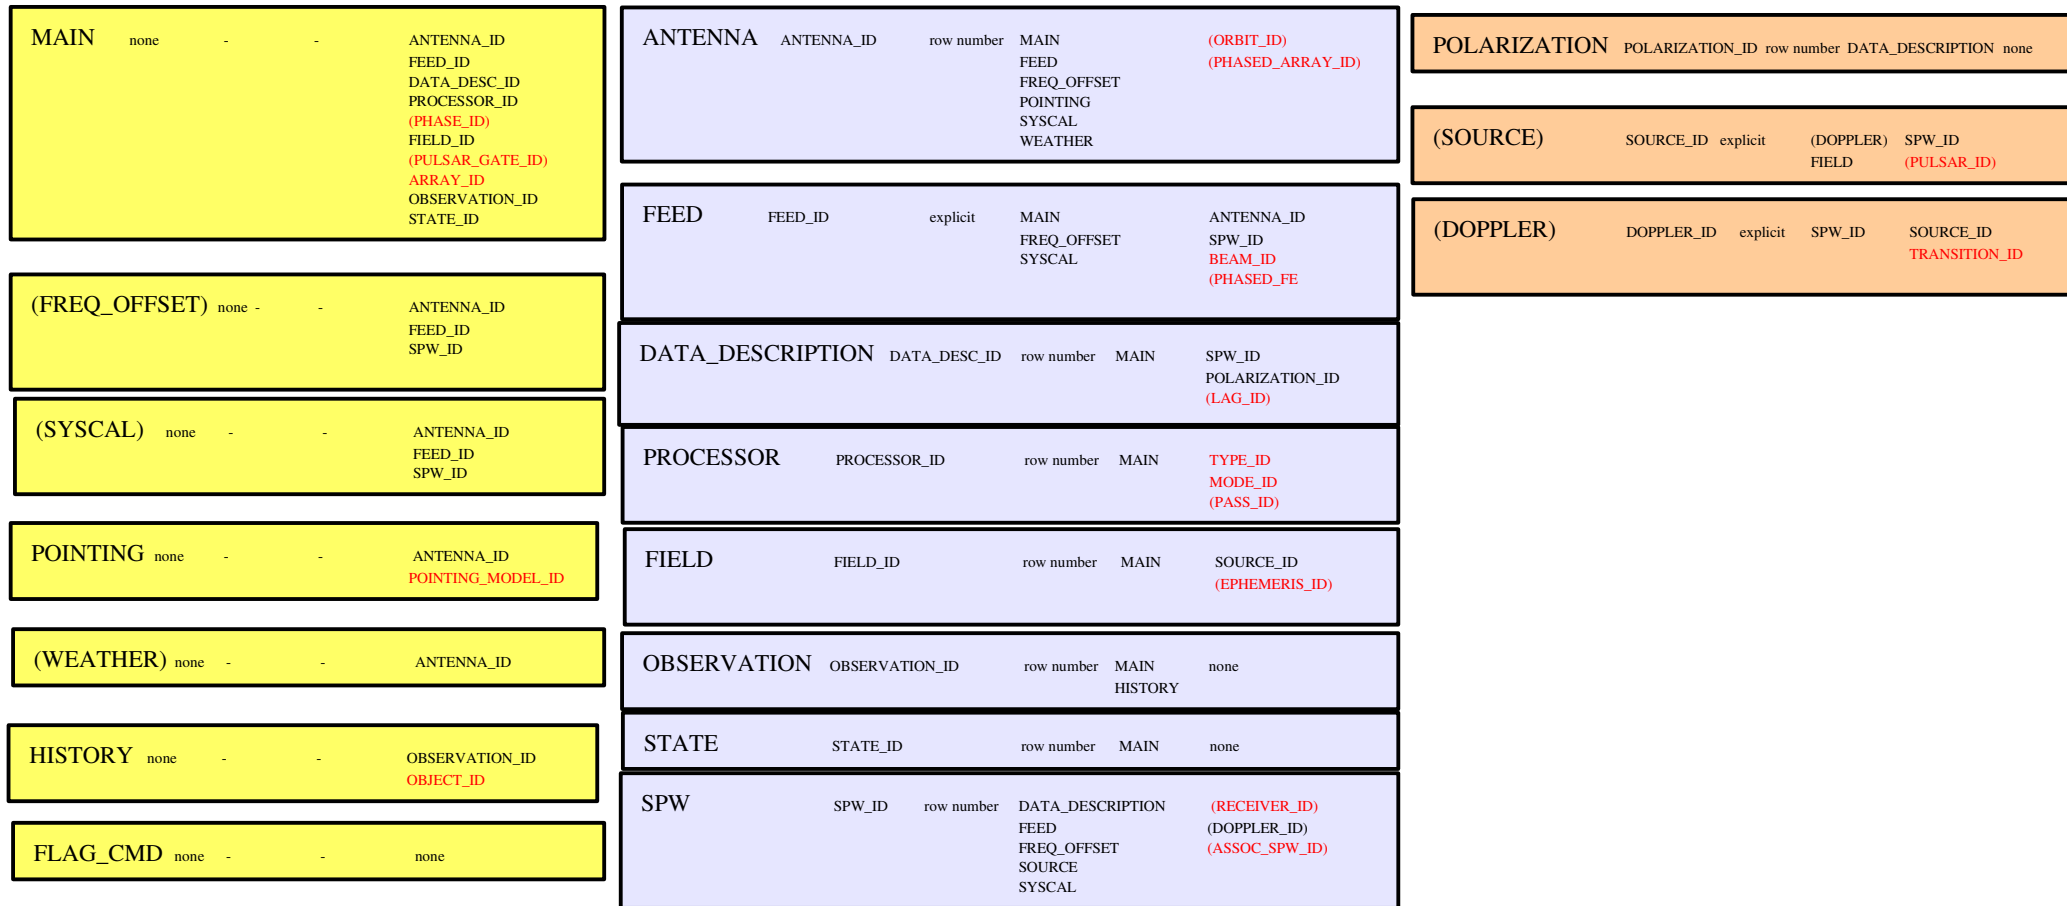 MAIN none - - ANTENNA_ID
FEED_ID
DATA_DESC_ID
PROCESSOR_ID
(PHASE_ID)
FIELD_ID
(PULSAR_GATE_ID)
ARRAY_ID
OBSERVATION_ID
STATE_ID
(FREQ_OFFSET) none - - ANTENNA_ID
FEED_ID
SPW_ID
(SYSCAL) none - - ANTENNA_ID
FEED_ID
SPW_ID
POINTING none - - ANTENNA_ID
POINTING_MODEL_ID
(WEATHER) none - - ANTENNA_ID
HISTORY none - - OBSERVATION_ID
OBJECT_ID
FLAG_CMD none - - none
ANTENNA ANTENNA_ID row number MAIN (ORBIT_ID)
FEED (PHASED_ARRAY_ID)
FREQ_OFFSET
POINTING
SYSCAL
WEATHER
FEED FEED_ID explicit MAIN ANTENNA_ID
FREQ_OFFSET SPW_ID
SYSCAL BEAM_ID
(PHASED_FE
DATA_DESCRIPTION DATA_DESC_ID row number MAIN SPW_ID
POLARIZATION_ID
(LAG_ID)
PROCESSOR PROCESSOR_ID row number MAIN TYPE_ID
MODE_ID
(PASS_ID)
FIELD FIELD_ID row number MAIN SOURCE_ID
(EPHEMERIS_ID)
OBSERVATION OBSERVATION_ID row number MAIN none
HISTORY
STATE STATE_ID row number MAIN none
SPW SPW_ID row number DATA_DESCRIPTION (RECEIVER_ID)
FEED (DOPPLER_ID)
FREQ_OFFSET (ASSOC_SPW_ID)
SOURCE
SYSCAL
POLARIZATION POLARIZATION_ID row number DATA_DESCRIPTION none
(SOURCE) SOURCE_ID explicit (DOPPLER) SPW_ID
FIELD (PULSAR_ID)
(DOPPLER) DOPPLER_ID explicit SPW_ID SOURCE_ID
TRANSITION_ID